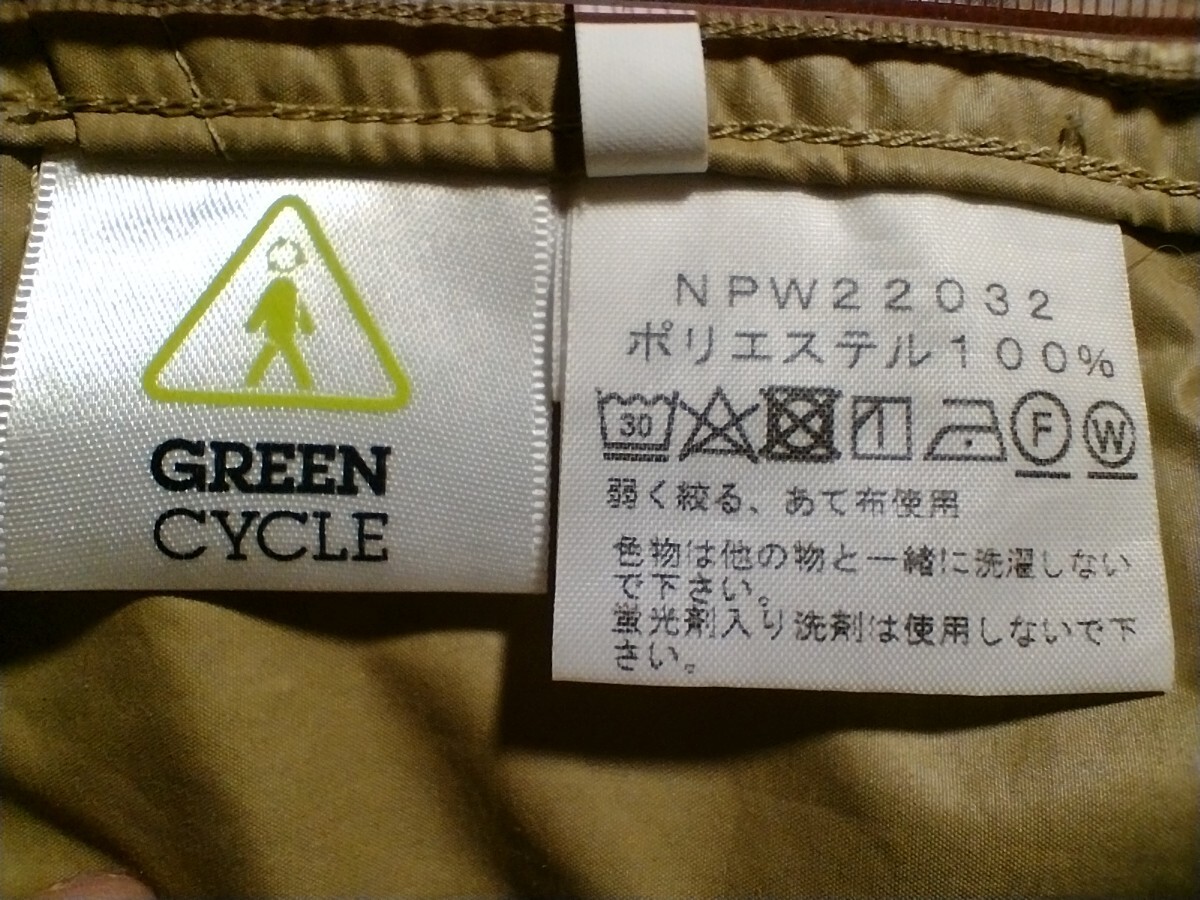 GREEN
CYCLE
NPW22032
ポリエステル100%
30
F W
弱く絞る、あて布使用
色物は他の物と一緒に洗濯しない
で下さい。
蛍光剤入り洗剤は使用しないで下
さい。